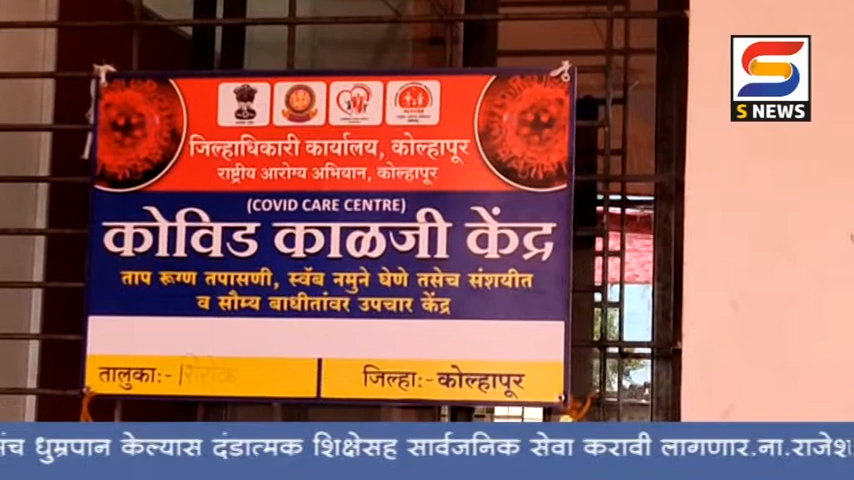 S NEWS
जिल्हाधिकारी कार्यालय, कोल्हापूर
राष्ट्रीय आरोग्य अभियान, कोल्हापूर
(COVID CARE CENTRE)
कोविड काळजी केंद्र
ताप रूग्ण तपासणी, स्वॅब नमुने घेणे तसेच संशयीत
व सौम्य बाधीतांवर उपचार केंद्र
तालुका:- शिरोळ
जिल्हा:- कोल्हापूर
धुम्रपान केल्यास दंडात्मक शिक्षेसह सार्वजनिक सेवा करावी लागणार.ना.राजेश